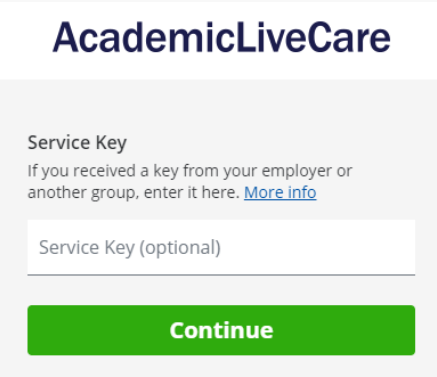 AcademicLiveCare
Service Key
If you received a key from your employer or
another group, enter it here. More info
Service Key (optional)
Continue